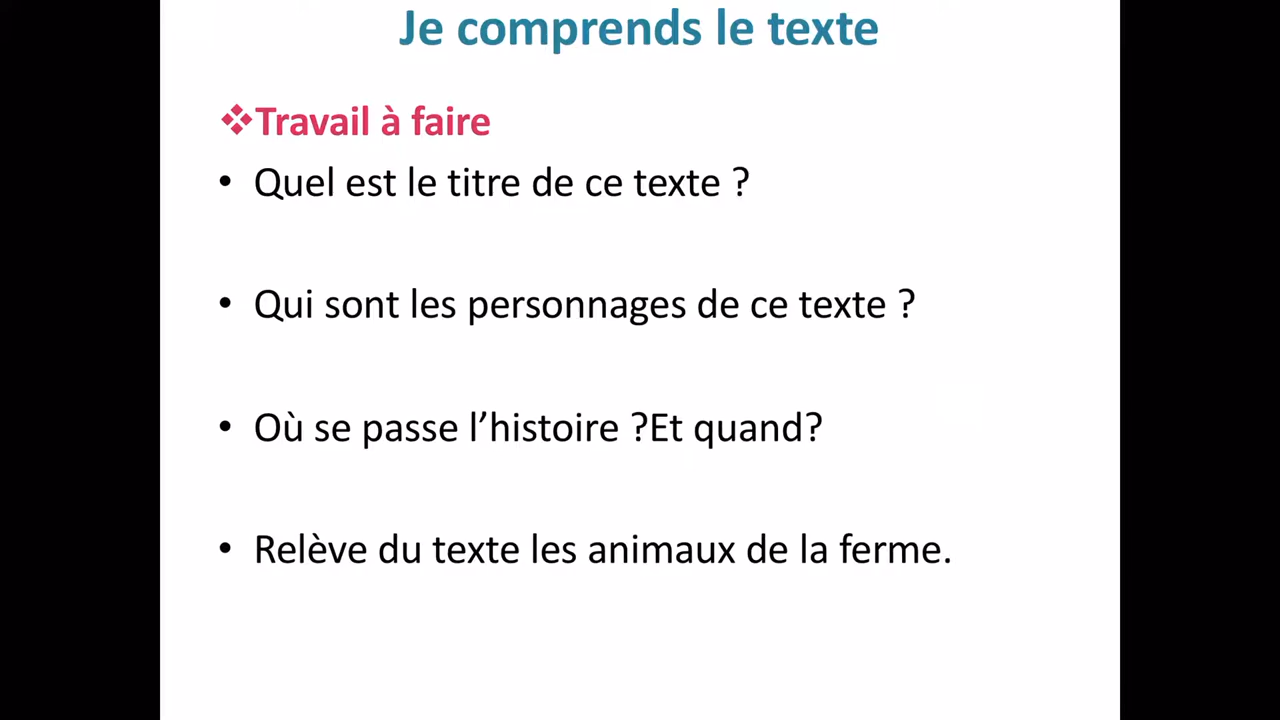 Je comprends le texte
❖Travail à faire
• Quel est le titre de ce texte ?
• Qui sont les personnages de ce texte ?
• Où se passe l’histoire ?Et quand?
• Relève du texte les animaux de la ferme.